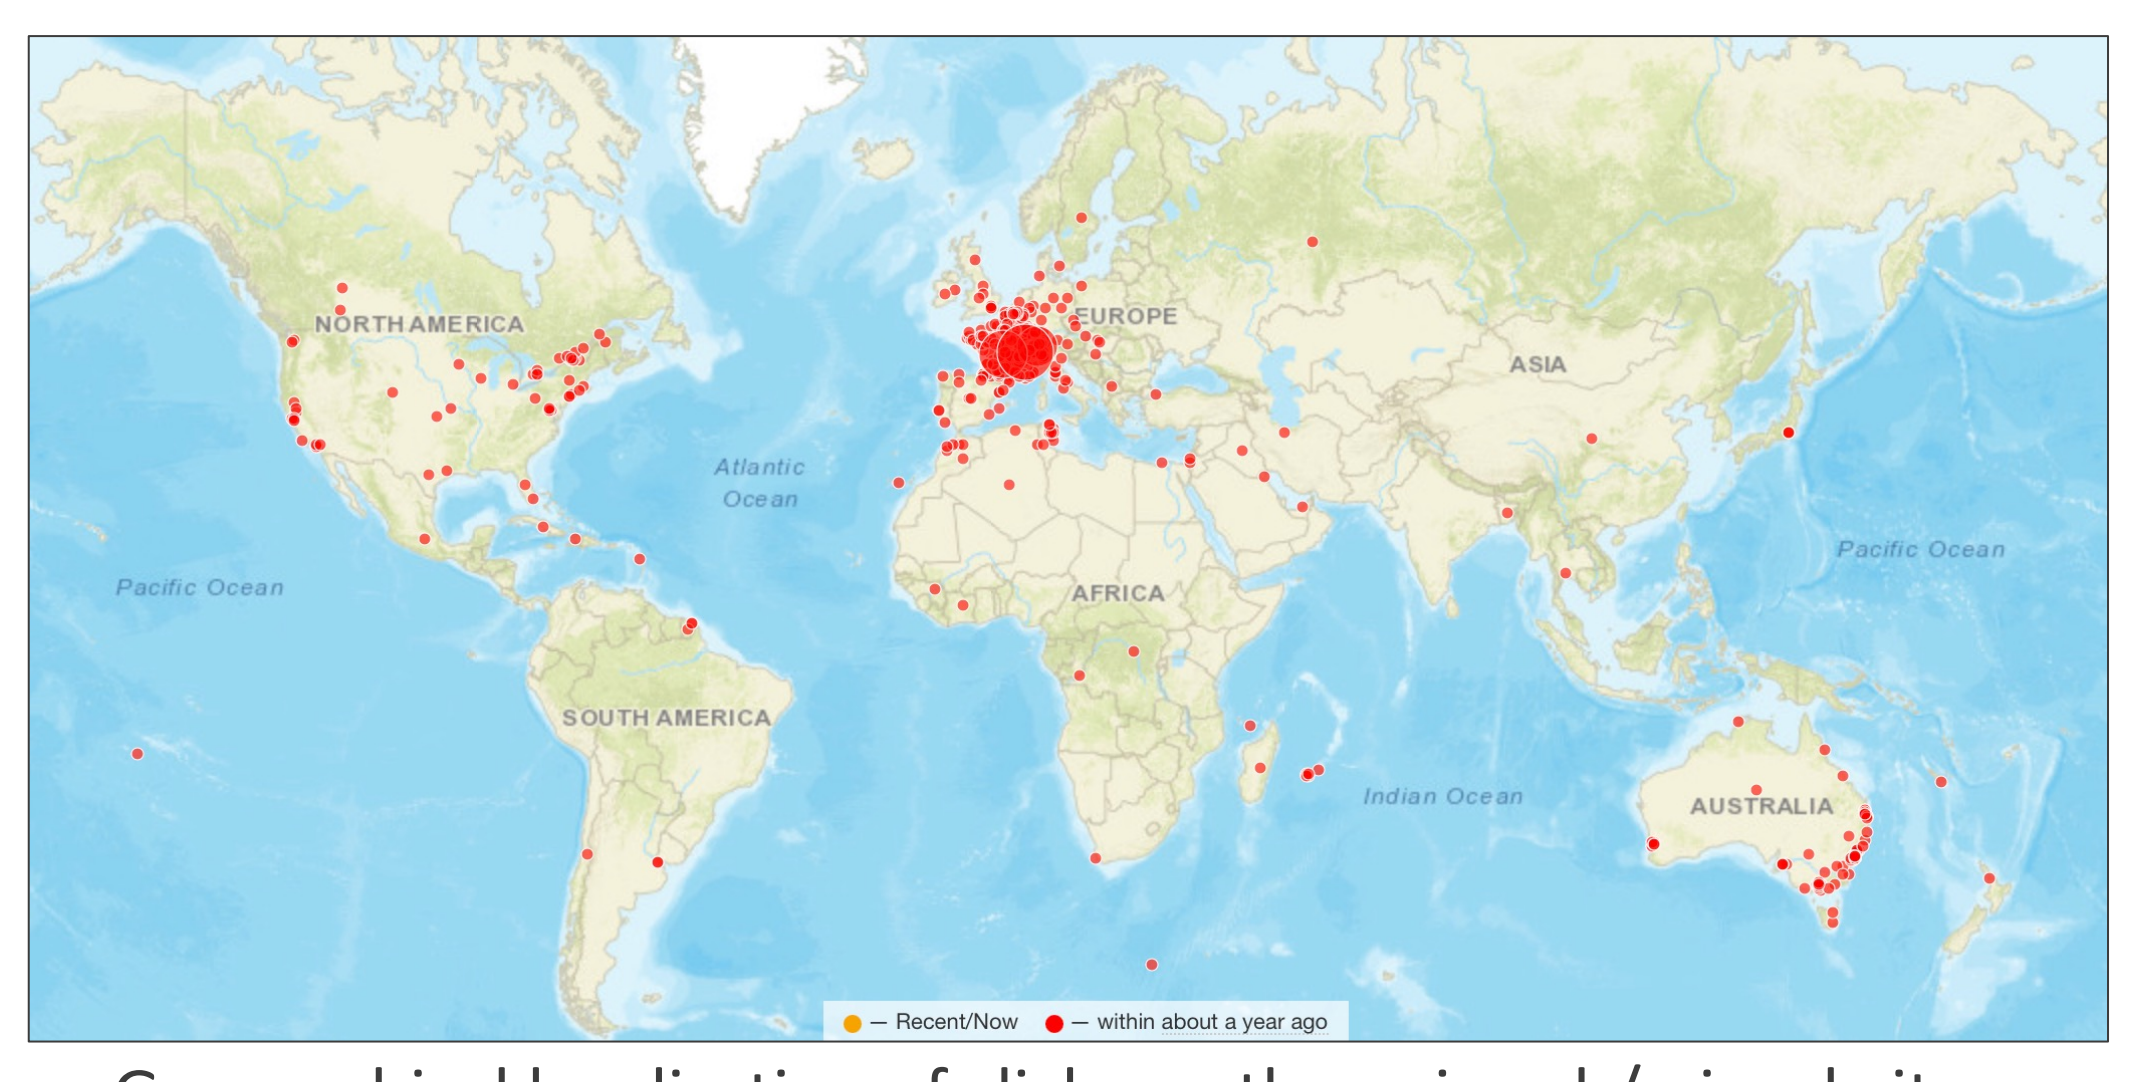 NORTH AMERICA
EUROPE
ASIA
Atlantic
Ocean
Pacific Ocean
Pacific Ocean
AFRICA
SOUTH AMERICA
Indian Ocean
AUSTRALIA
— Recent/Now — within about a year ago